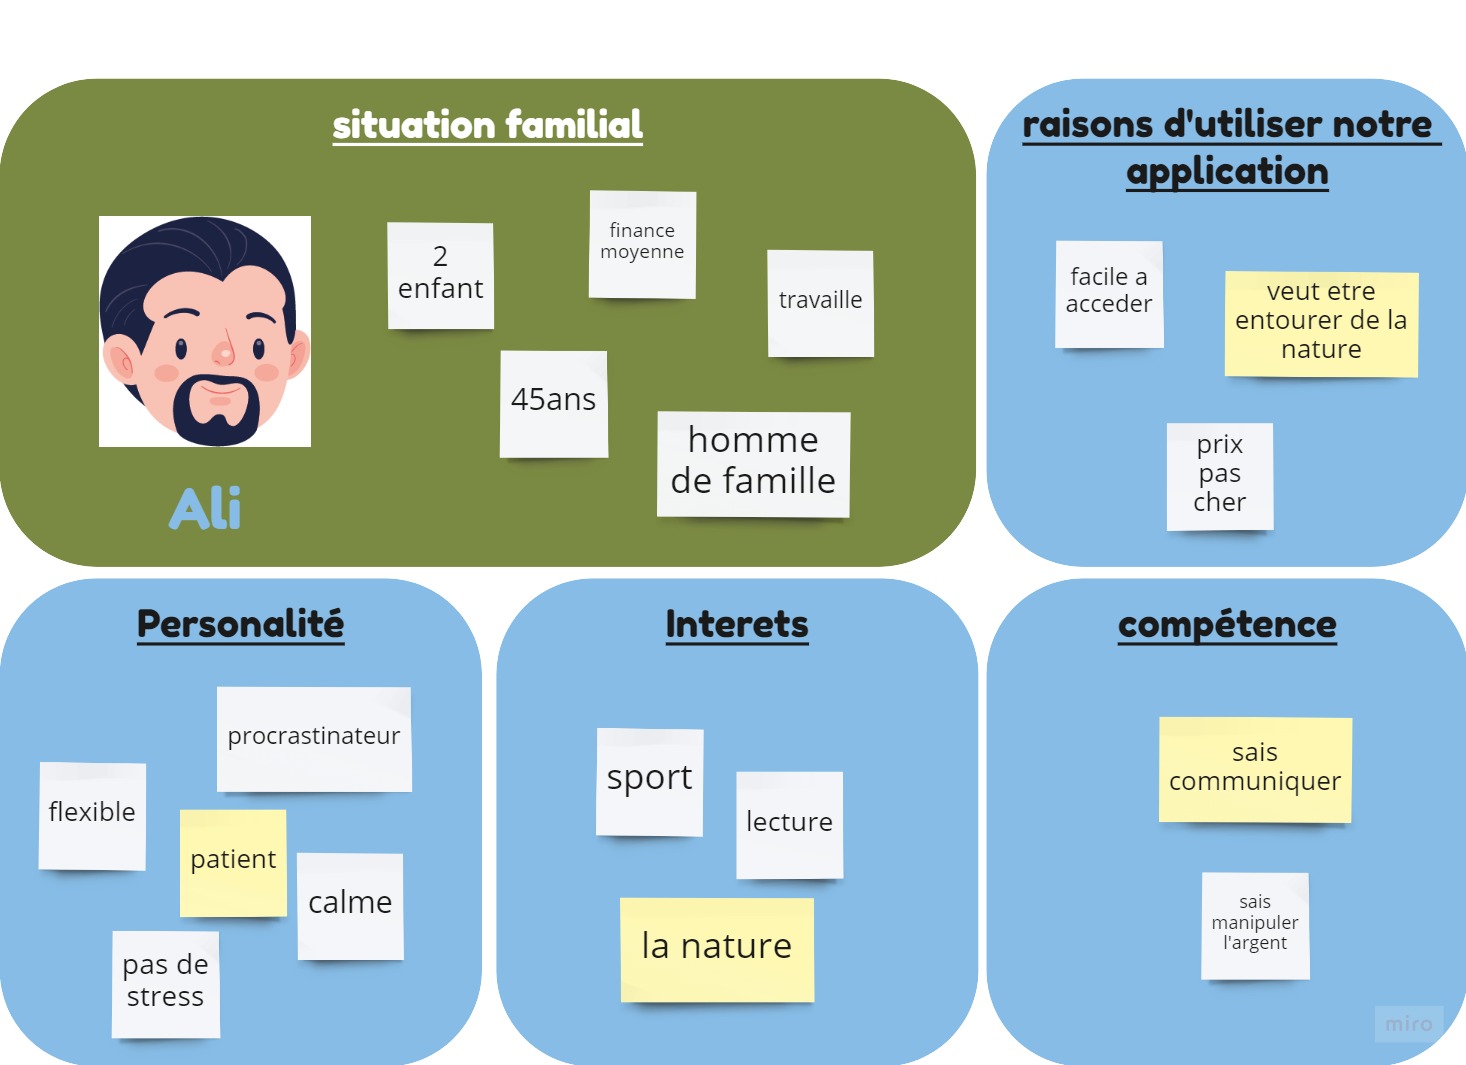 situation familial
2
enfant
finance
moyenne
travaille
45ans
homme
de famille
Ali
raisons d'utiliser notre
application
facile a
acceder
veut etre
entourer de la
nature
prix
pas
cher
Personalité
procrastinateur
flexible
patient
calme
pas de
stress
Interets
sport
lecture
la nature
compétence
sais
communiquer
sais
manipuler
l'argent
miro